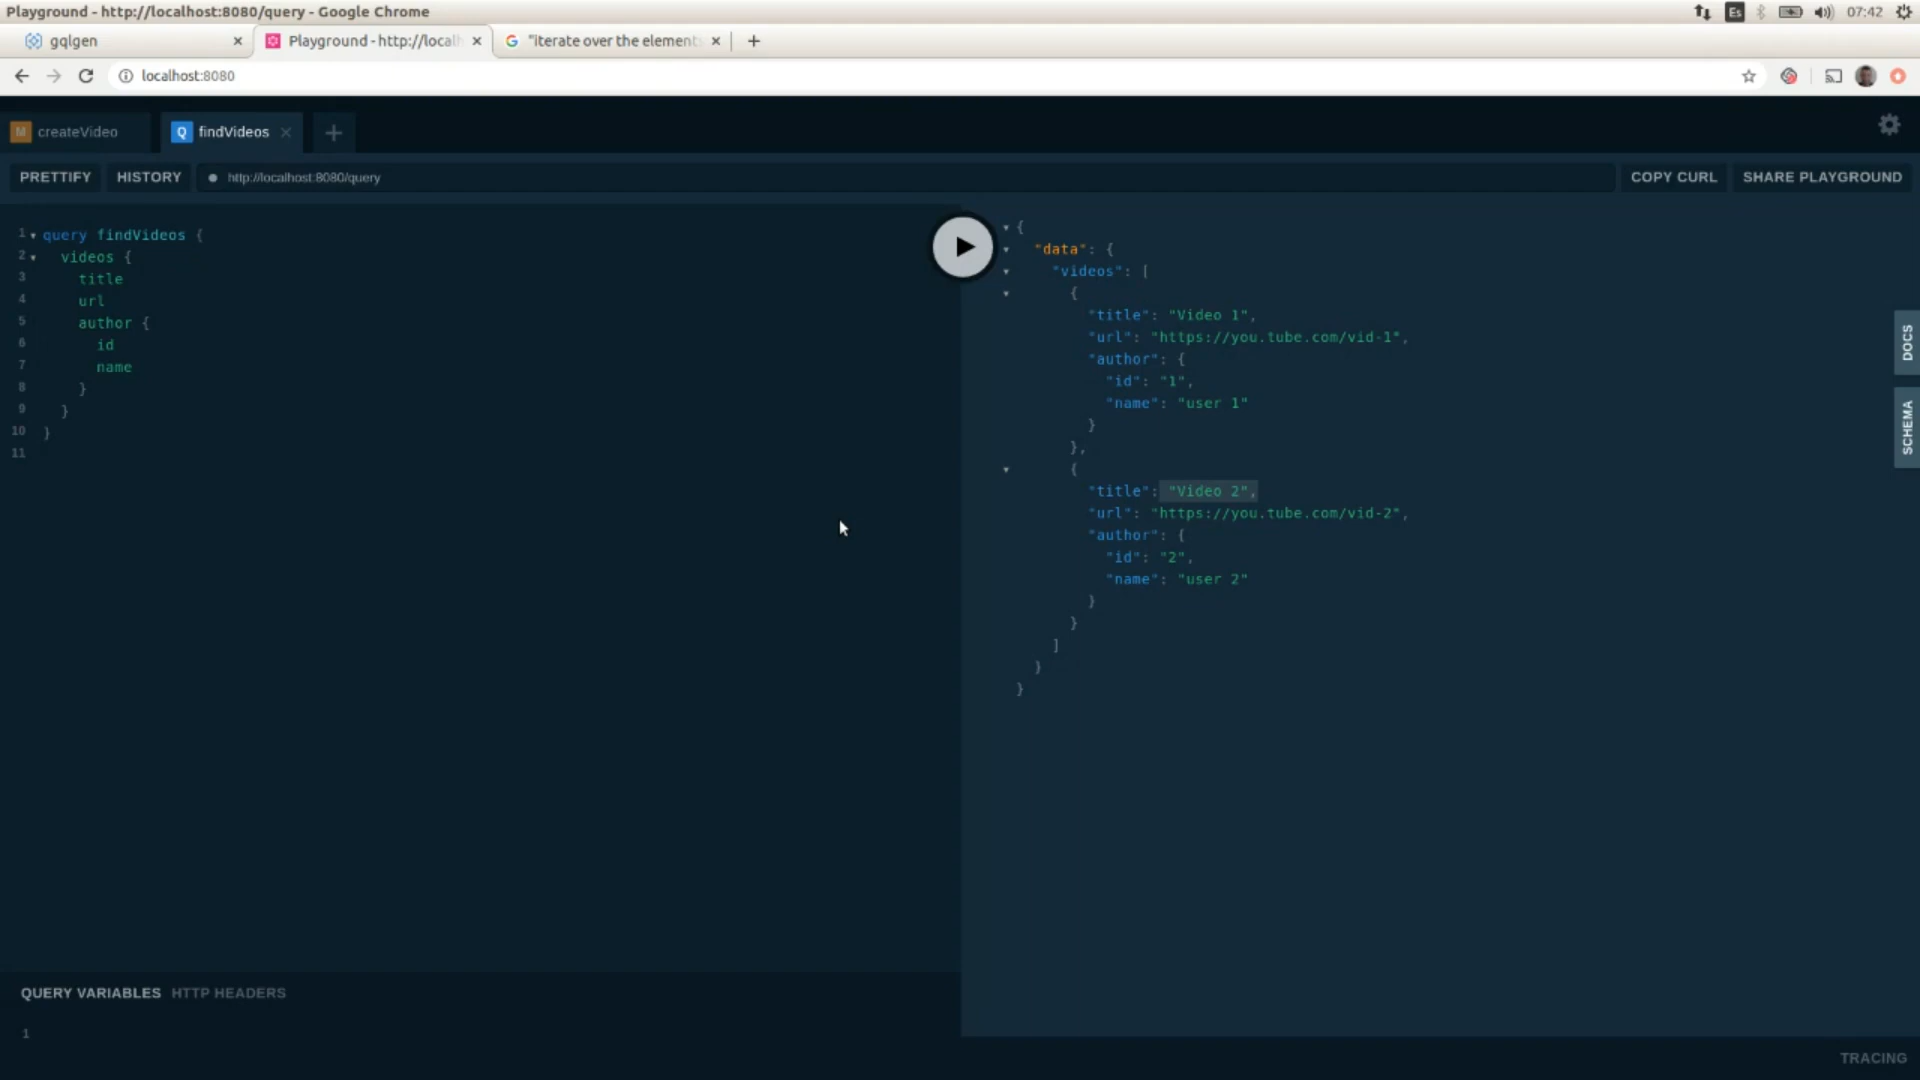 Playground - http://localhost:8080/query - Google Chrome
Es
07:42
gqlgen
Playground - http://local
"iterate over the element
localhost:8080
M createVideo
Q findVideos
PRETTIFY
HISTORY
http://localhost:8080/query
COPY CURL
SHARE PLAYGROUND
1 query findVideos {
2 videos {
3 title
4 url
5 author {
6 id
7 name
8 }
9 }
10 }
11
{
"data": {
"videos": [
{
"title": "Video 1",
"url": "https://you.tube.com/vid-1",
"author": {
"id": "1",
"name": "user 1"
}
},
{
"title": "Video 2",
"url": "https://you.tube.com/vid-2",
"author": {
"id": "2",
"name": "user 2"
}
}
]
}
}
DOCS
SCHEMA
QUERY VARIABLES HTTP HEADERS
1
TRACING